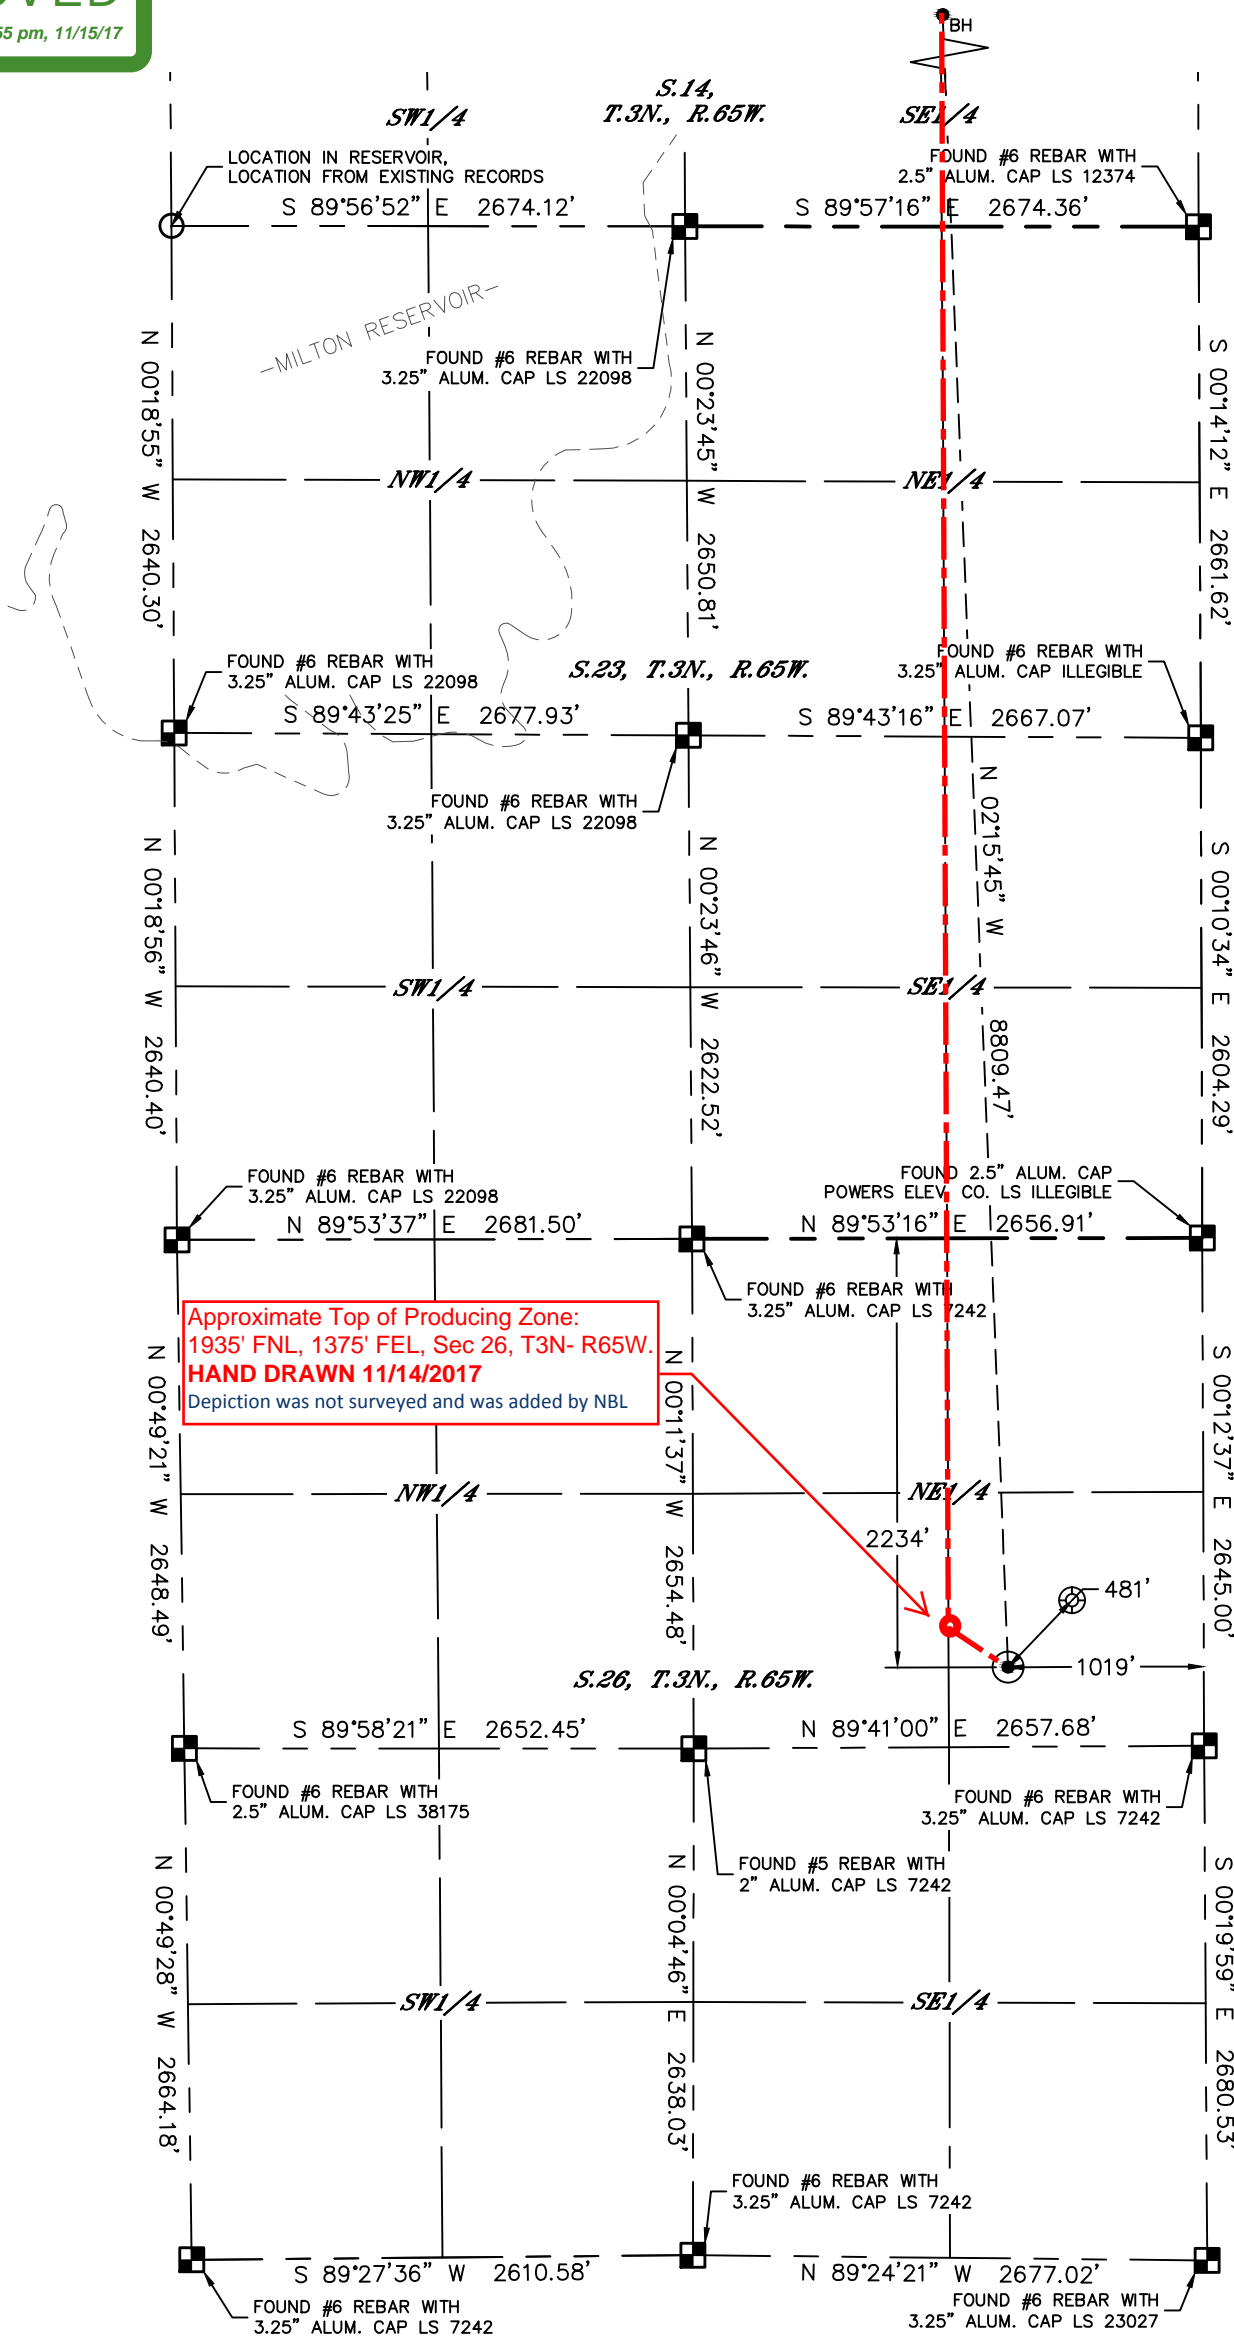 55 pm, 11/15/17
BH
SW1/4
S.14,
T.3N., R.65W.
SE1/4
LOCATION IN RESERVOIR,
LOCATION FROM EXISTING RECORDS
FOUND #6 REBAR WITH
2.5" ALUM. CAP LS 12374
S 89°56'52" E 2674.12'
S 89°57'16" E 2674.36'
-MILTON RESERVOIR-
FOUND #6 REBAR WITH
3.25" ALUM. CAP LS 22098
N 00°18'55" W 2640.30'
N 00°23'45" W 2650.81'
S 00°14'12" E 2661.62'
NW1/4
NE1/4
FOUND #6 REBAR WITH
3.25" ALUM. CAP LS 22098
S.23, T.3N., R.65W.
FOUND #6 REBAR WITH
3.25" ALUM. CAP ILLEGIBLE
S 89°43'25" E 2677.93'
S 89°43'16" E 2667.07'
FOUND #6 REBAR WITH
3.25" ALUM. CAP LS 22098
N 02°15'45" W 8809.47'
N 00°18'56" W 2640.40'
N 00°23'46" W 2622.52'
S 00°10'34" E 2604.29'
SW1/4
SE1/4
FOUND #6 REBAR WITH
3.25" ALUM. CAP LS 22098
FOUND 2.5" ALUM. CAP
POWERS ELEV. CO. LS ILLEGIBLE
N 89°53'37" E 2681.50'
N 89°53'16" E 2656.91'
FOUND #6 REBAR WITH
3.25" ALUM. CAP LS 7242
Approximate Top of Producing Zone:
1935' FNL, 1375' FEL, Sec 26, T3N- R65W.
HAND DRAWN 11/14/2017
Depiction was not surveyed and was added by NBL
N 00°49'21" W 2648.49'
N 00°11'37" W 2654.48'
S 00°12'37" E 2645.00'
NW1/4
NE1/4
2234'
481'
1019'
S.26, T.3N., R.65W.
S 89°58'21" E 2652.45'
N 89°41'00" E 2657.68'
FOUND #6 REBAR WITH
2.5" ALUM. CAP LS 38175
FOUND #6 REBAR WITH
3.25" ALUM. CAP LS 7242
FOUND #5 REBAR WITH
2" ALUM. CAP LS 7242
N 00°49'28" W 2664.18'
N 00°04'46" E 2638.03'
S 00°19'59" E 2680.53'
SW1/4
SE1/4
FOUND #6 REBAR WITH
3.25" ALUM. CAP LS 7242
S 89°27'36" W 2610.58'
N 89°24'21" W 2677.02'
FOUND #6 REBAR WITH
3.25" ALUM. CAP LS 7242
FOUND #6 REBAR WITH
3.25" ALUM. CAP LS 23027